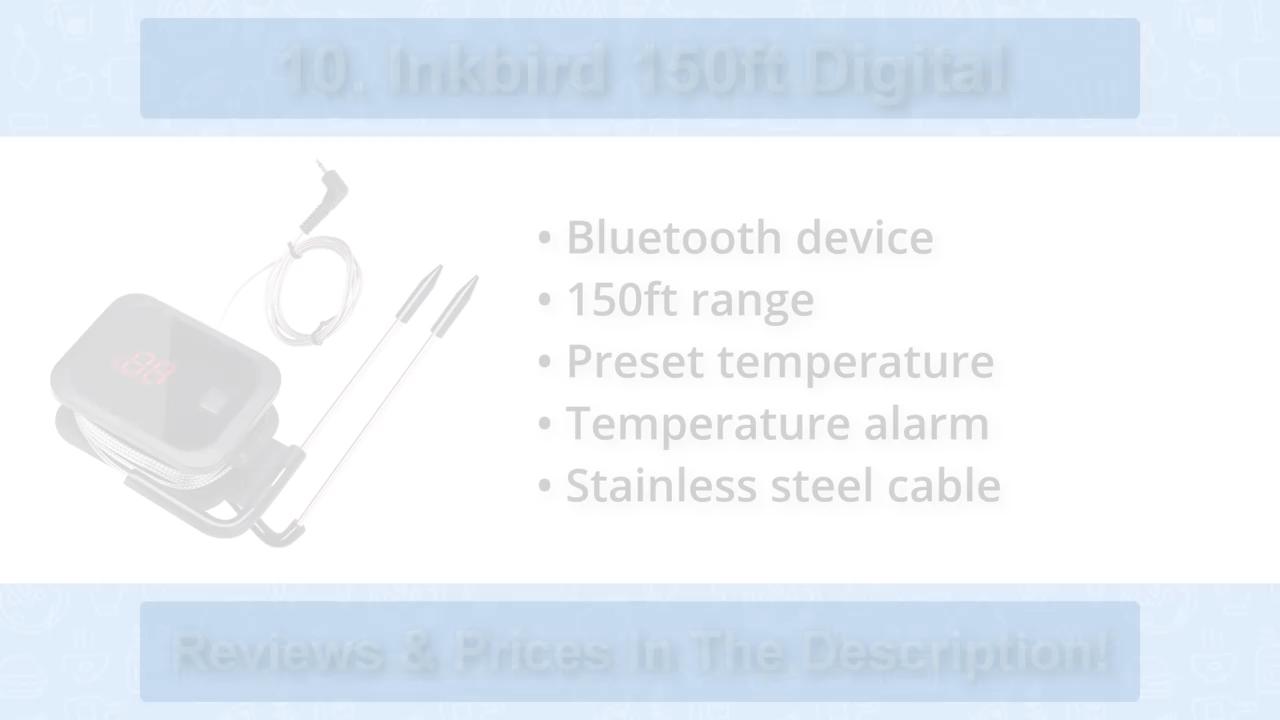 10. Inkbird 150ft Digital
• Bluetooth device
• 150ft range
• Preset temperature
• Temperature alarm
• Stainless steel cable
88
Reviews & Prices In The Description!